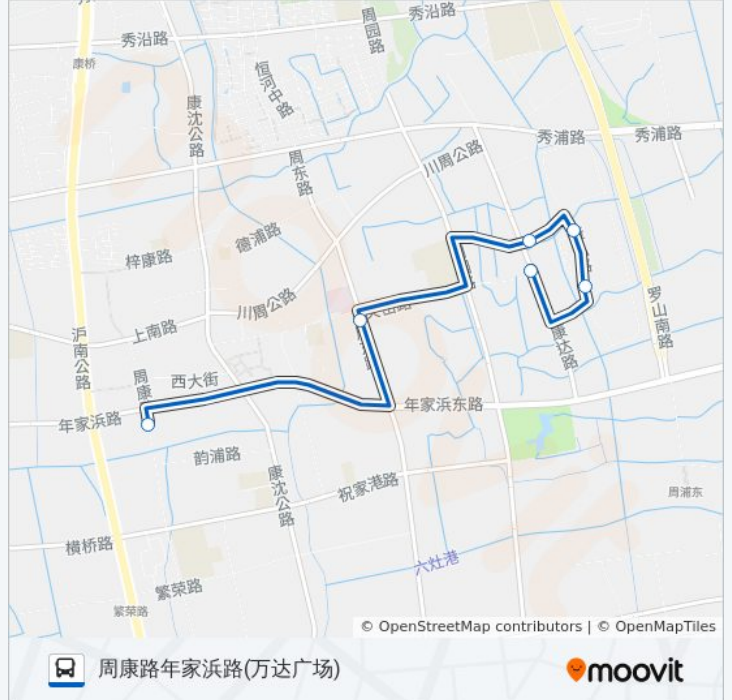 周园路
秀沿路
秀沿路
康桥
恒河中路
康沈公路
秀浦路
秀浦路
川周公路
周东路
德浦路
梓康路
川周公路
罗山南路
上南路
沪南公路
康达路
周康
西大街
年家浜路
年家浜东路
韵浦路
康沈公路
祝家港路
周浦东
横桥路
六灶港
繁荣路
繁荣路
© OpenStreetMap contributors | © OpenMapTiles
周康路年家浜路(万达广场)
moovit